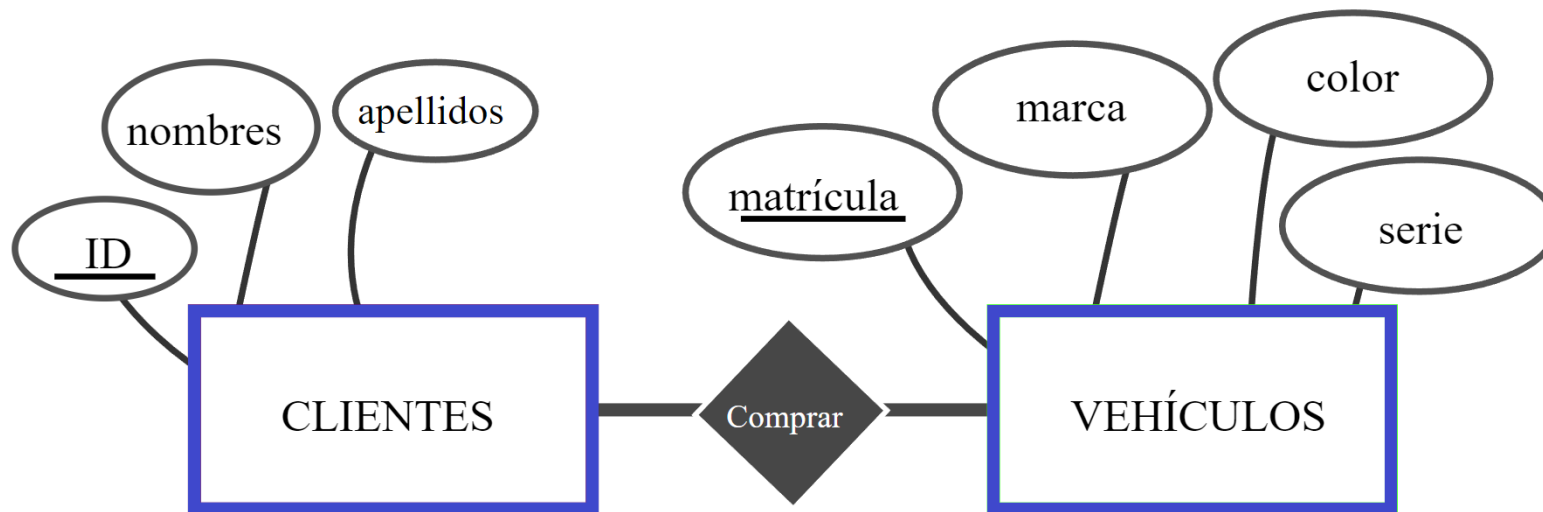 nombres
apellidos
ID
matrícula
marca
color
serie
CLIENTES
Comprar
VEHÍCULOS